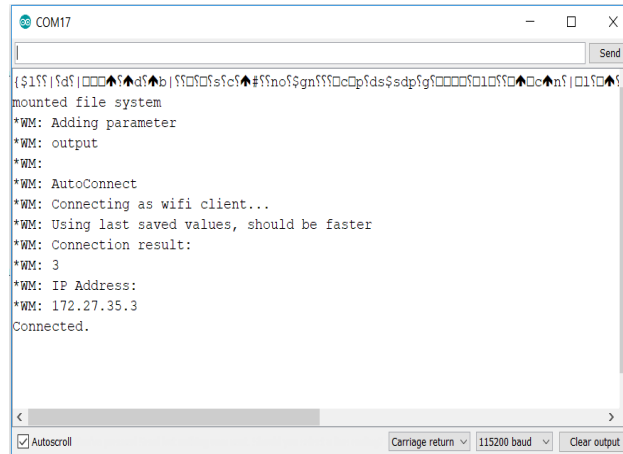 COM17
Send
mounted file system
*WM: Adding parameter
*WM: output
*WM:
*WM: AutoConnect
*WM: Connecting as wifi client...
*WM: Using last saved values, should be faster
*WM: Connection result:
*WM: 3
*WM: IP Address:
*WM: 172.27.35.3
Connected.
Autoscroll
Carriage return
115200 baud
Clear output